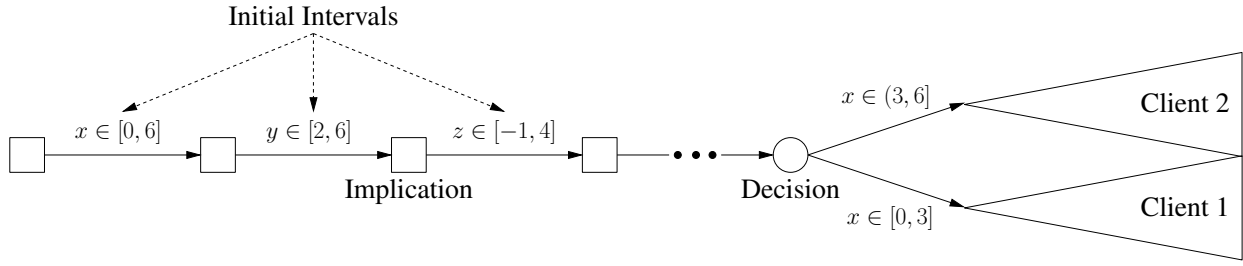 Initial Intervals
x ∈ [0, 6]
y ∈ [2, 6]
z ∈ [−1, 4]
Implication
Decision
x ∈ (3, 6]
x ∈ [0, 3]
Client 2
Client 1